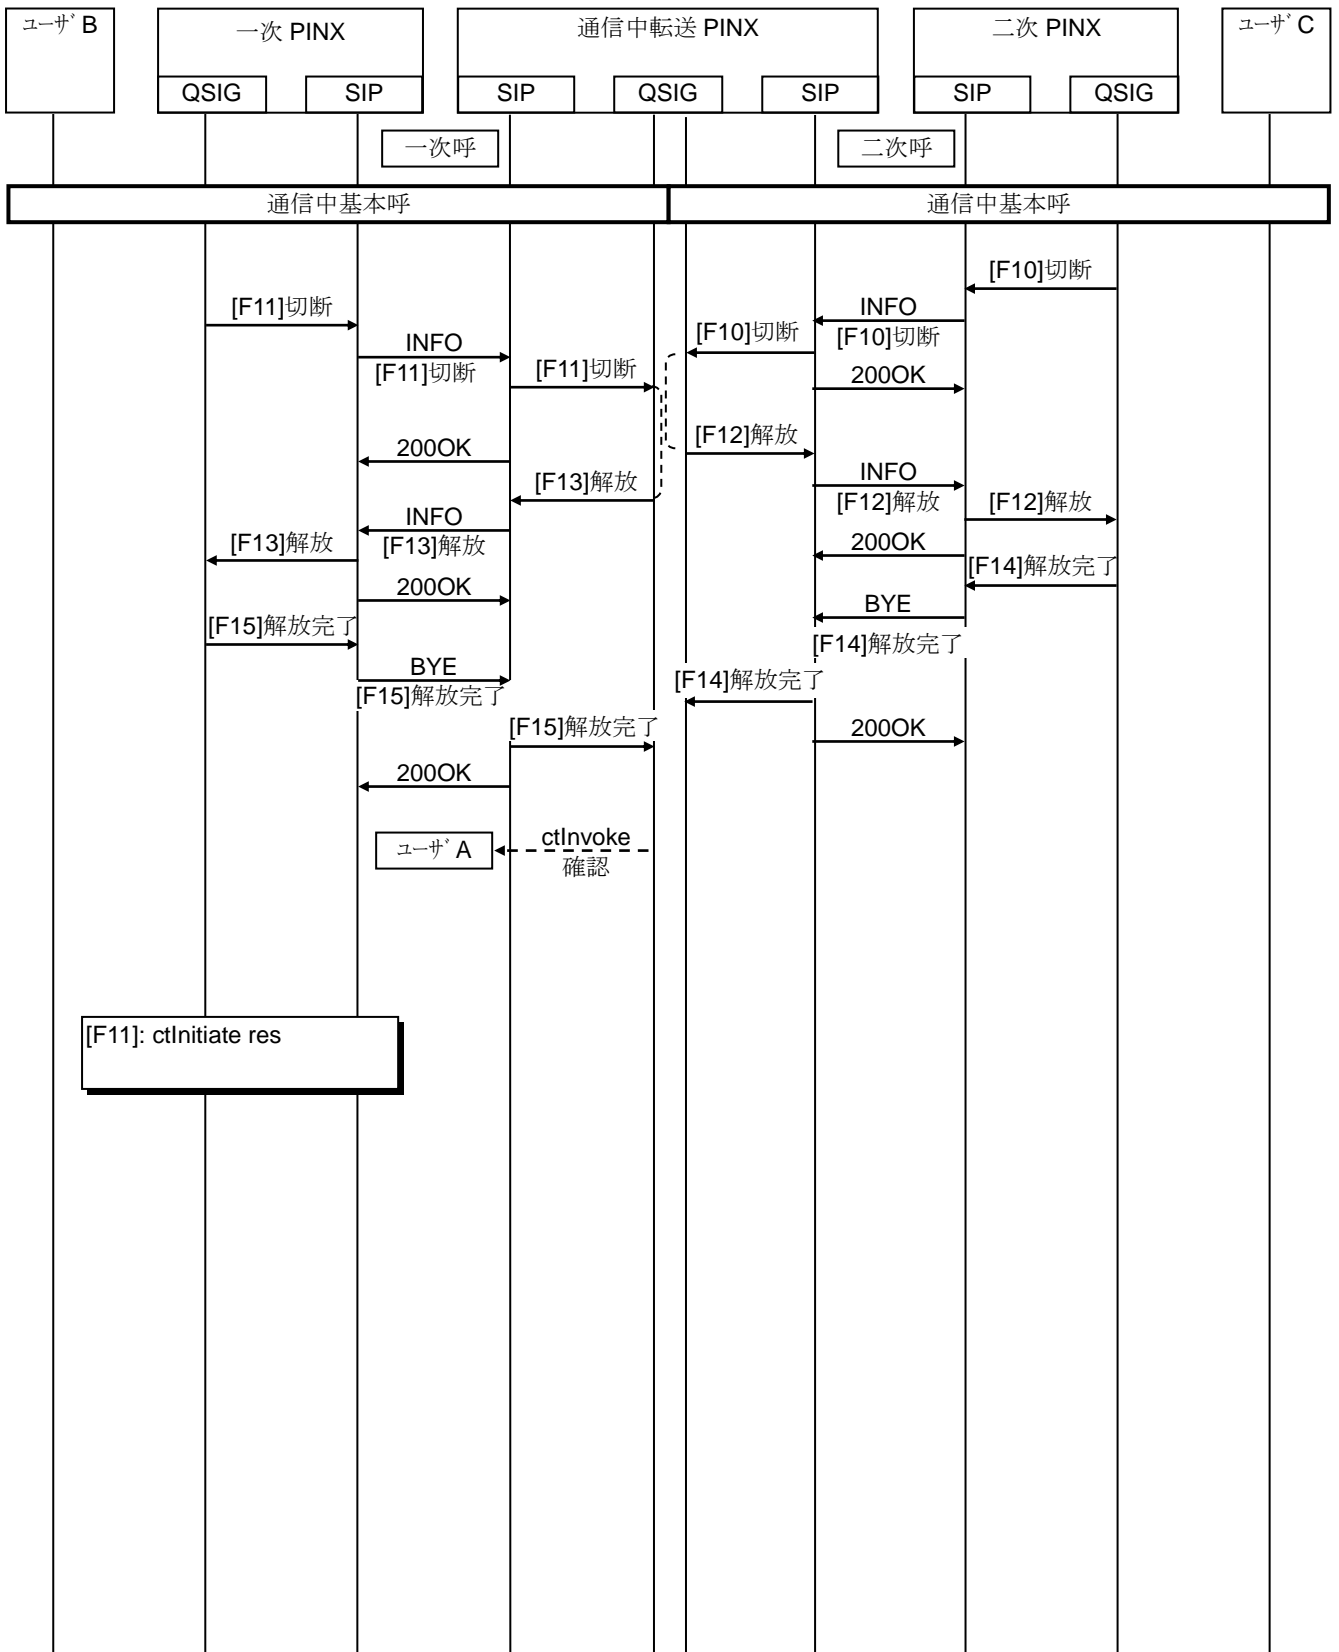 ﾕｰｻﾞ B
一次 PINX
通信中転送 PINX
二次 PINX
ﾕｰｻﾞ C
QSIG
SIP
SIP
QSIG
SIP
SIP
QSIG
一次呼
二次呼
通信中基本呼
通信中基本呼
[F10]切断
[F11]切断
INFO
[F10]切断
[F10]切断
INFO
[F11]切断
[F11]切断
200OK
[F12]解放
200OK
INFO
[F12]解放
[F13]解放
[F12]解放
INFO
[F13]解放
[F13]解放
200OK
[F14]解放完了
200OK
BYE
[F14]解放完了
[F15]解放完了
BYE
[F15]解放完了
[F14]解放完了
[F15]解放完了
200OK
200OK
ﾕｰｻﾞ A
ctInvoke
確認
[F11]: ctInitiate res